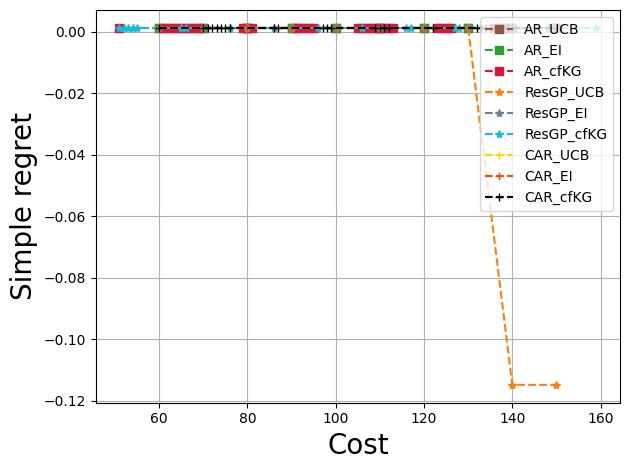 0.00
−0.02
−0.04
−0.06
−0.08
−0.10
−0.12
Simple regret
60
80
100
120
140
160
Cost
AR_UCB
AR_EI
AR_cfKG
ResGP_UCB
ResGP_EI
ResGP_cfKG
CAR_UCB
CAR_EI
CAR_cfKG